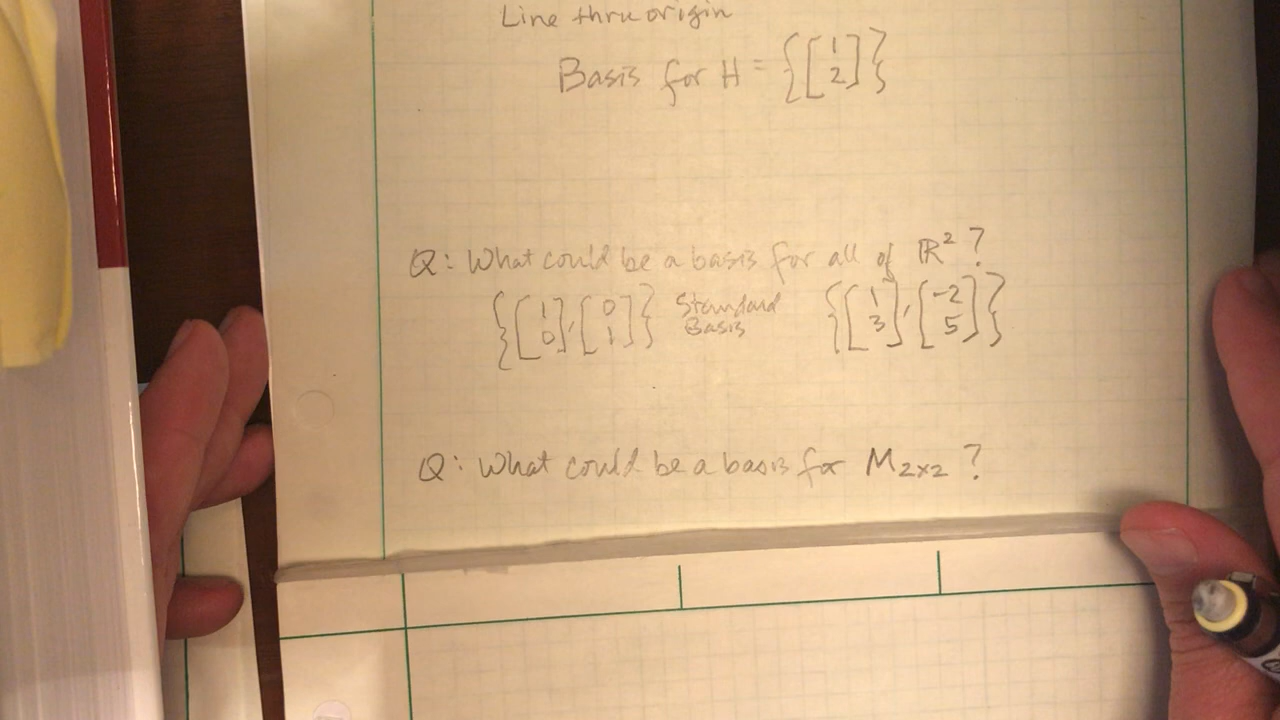 Line thru origin
Basis for H = {[1 2]}
Q: What could be a basis for all of ℝ² ?
{[1 0], [0 1]} Standard Basis {[1 3], [-2 5]}
Q: What could be a basis for M₂ₓ₂ ?